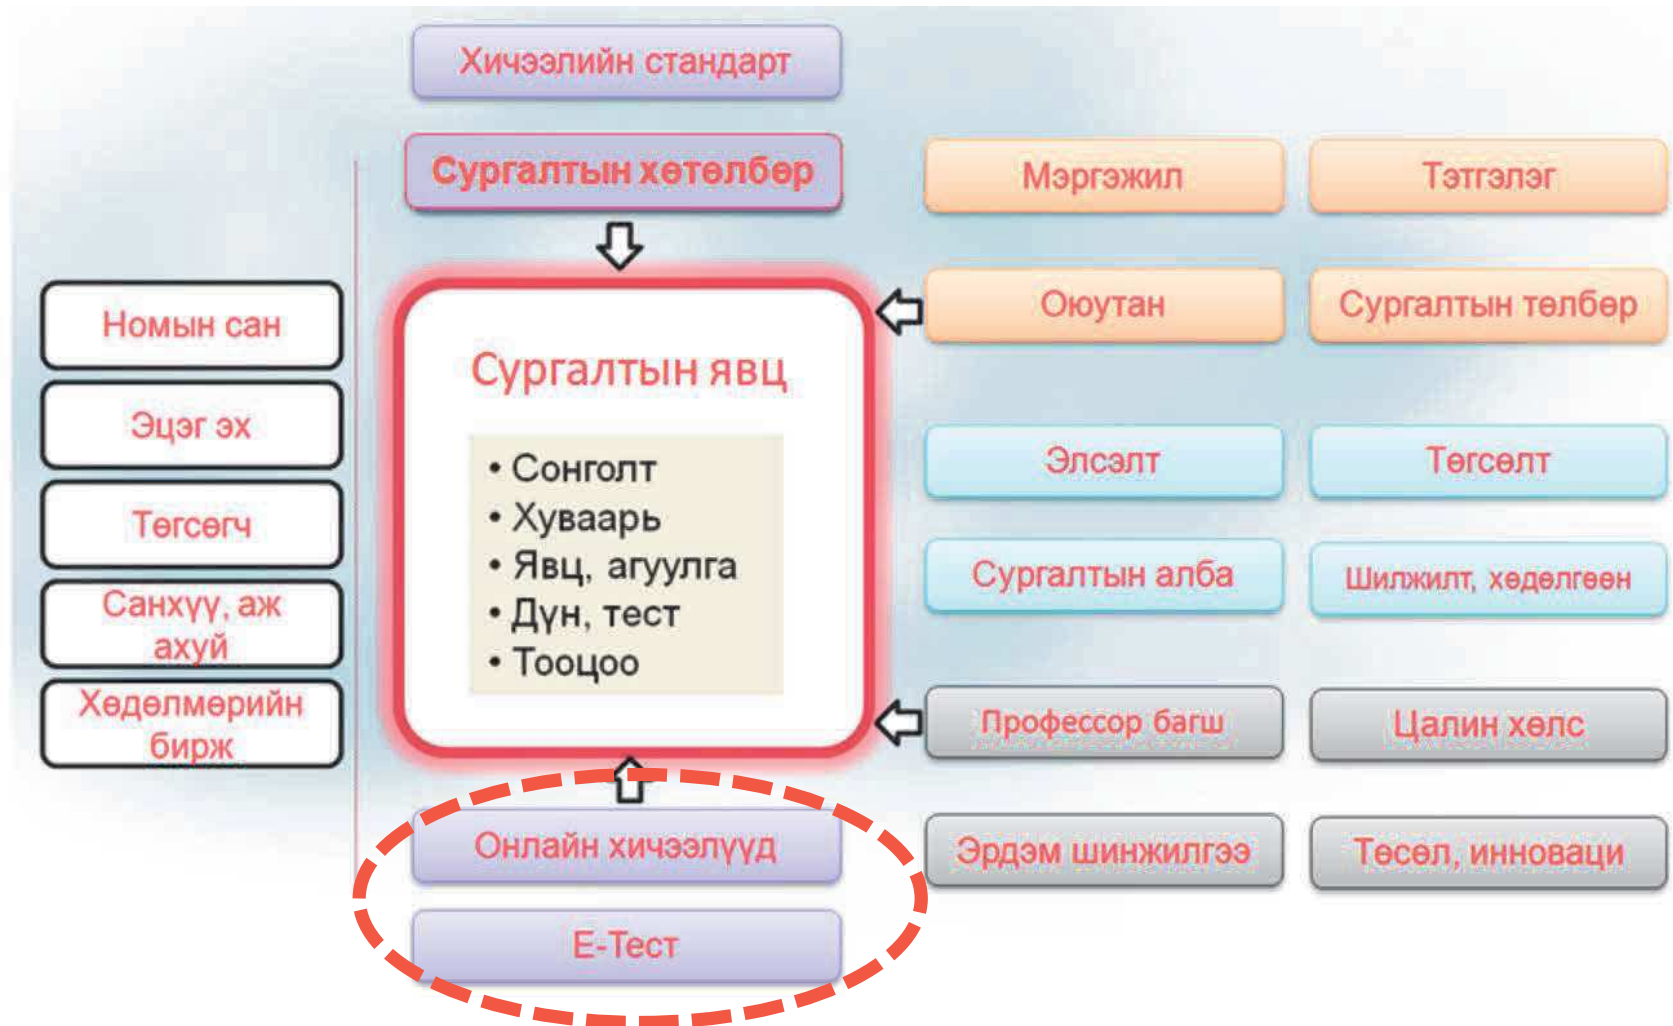 Хичээлийн стандарт
Сургалтын хөтөлбөр
Мэргэжил
Тэтгэлэг
Номын сан
Эцэг эх
Төгсөгч
Санхүү, аж
ахуй
Хөдөлмөрийн
бирж
Сургалтын явц
• Сонголт
• Хуваарь
• Явц, агуулга
• Дүн, тест
• Тооцоо
Оюутан
Сургалтын төлбөр
Элсэлт
Төгсөлт
Сургалтын алба
Шилжилт, хөдөлгөөн
Профессор багш
Цалин хөлс
Эрдэм шинжилгээ
Төсөл, инноваци
Онлайн хичээлүүд
Е-Тест